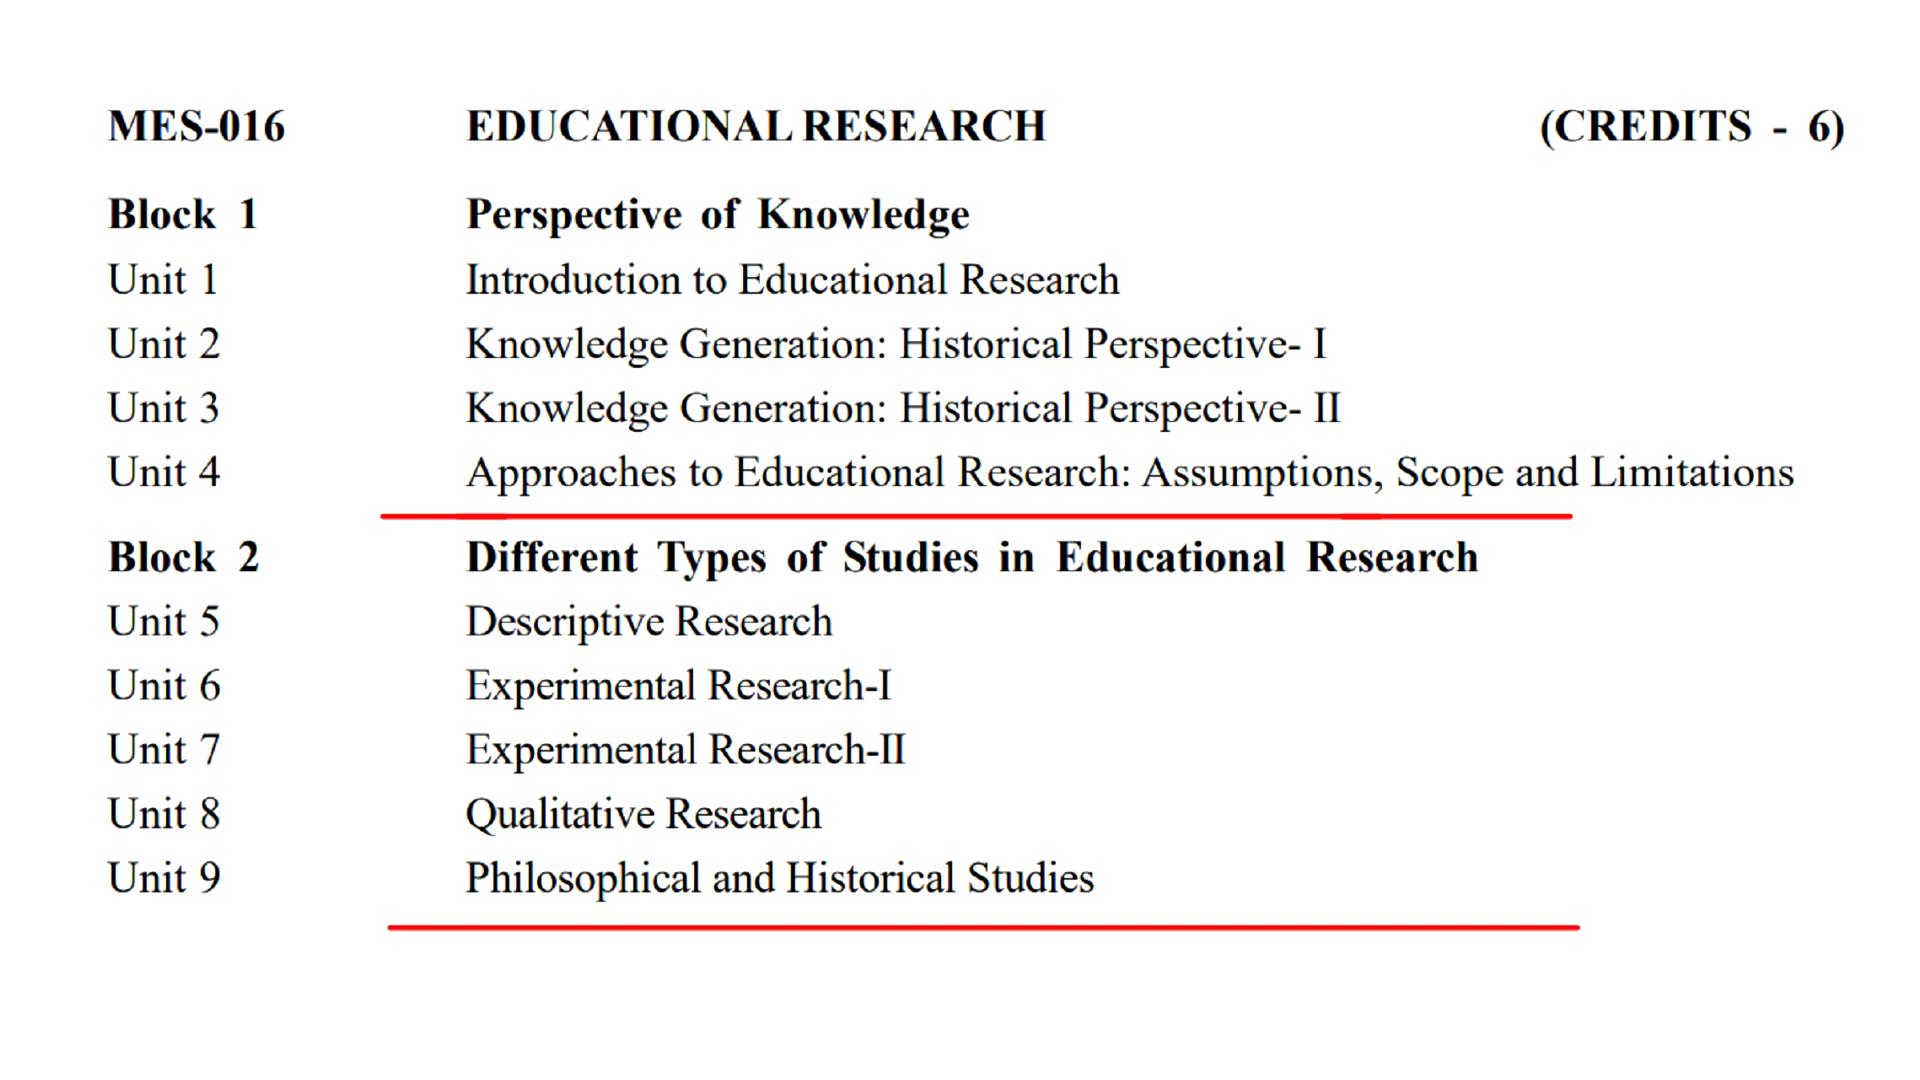 MES-016 EDUCATIONAL RESEARCH (CREDITS - 6)
Block 1 Perspective of Knowledge
Unit 1 Introduction to Educational Research
Unit 2 Knowledge Generation: Historical Perspective- I
Unit 3 Knowledge Generation: Historical Perspective- II
Unit 4 Approaches to Educational Research: Assumptions, Scope and Limitations
Block 2 Different Types of Studies in Educational Research
Unit 5 Descriptive Research
Unit 6 Experimental Research-I
Unit 7 Experimental Research-II
Unit 8 Qualitative Research
Unit 9 Philosophical and Historical Studies